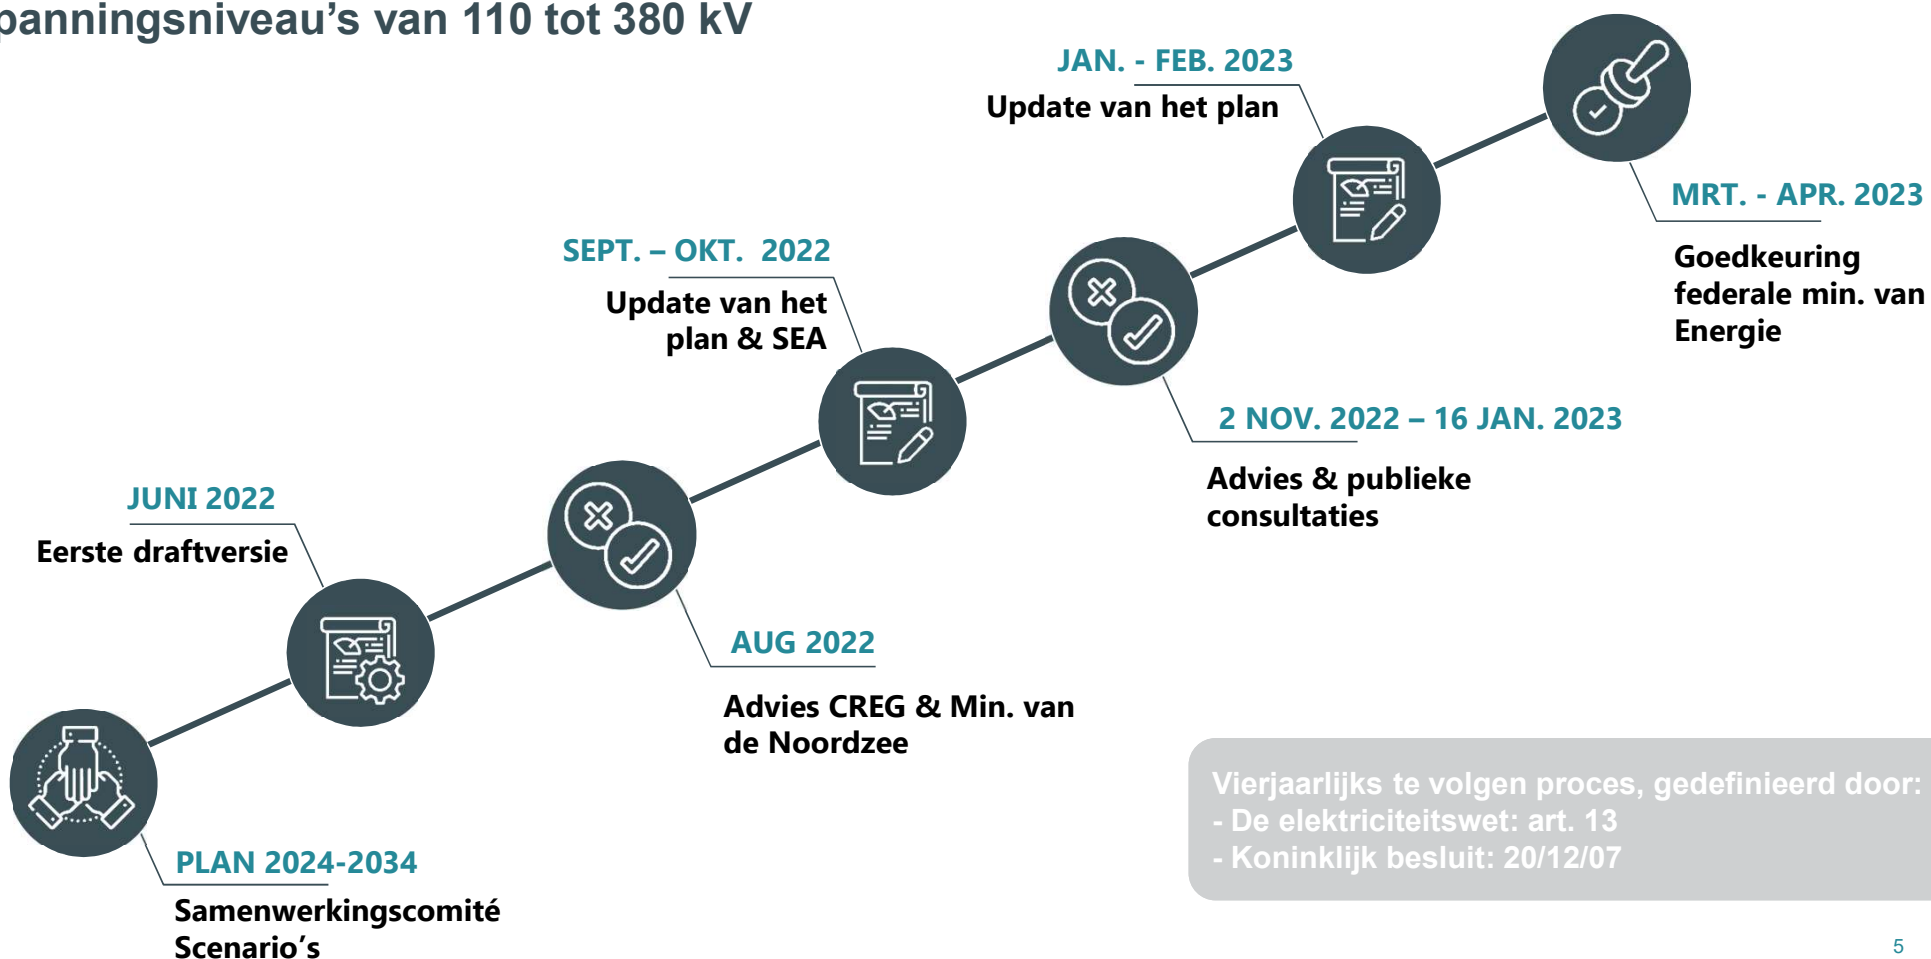 panningsniveau's van 110 tot 380 kV
JAN. - FEB. 2023
Update van het plan
MRT. - APR. 2023
Goedkeuring
federale min. van
Energie
SEPT. – OKT. 2022
Update van het
plan & SEA
2 NOV. 2022 – 16 JAN. 2023
Advies & publieke
consultaties
JUNI 2022
Eerste draftversie
AUG 2022
Advies CREG & Min. van
de Noordzee
PLAN 2024-2034
Samenwerkingscomité
Scenario's
Vierjaarlijks te volgen proces, gedefinieerd door:
- De elektriciteitswet: art. 13
- Koninklijk besluit: 20/12/07
5